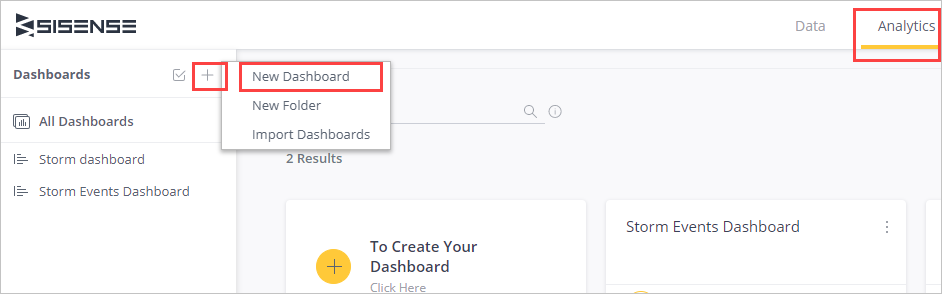 SISENSE
Data
Analytics
Dashboards
New Dashboard
New Folder
Import Dashboards
All Dashboards
Storm dashboard
Storm Events Dashboard
2 Results
To Create Your
Dashboard
Click Here
Storm Events Dashboard